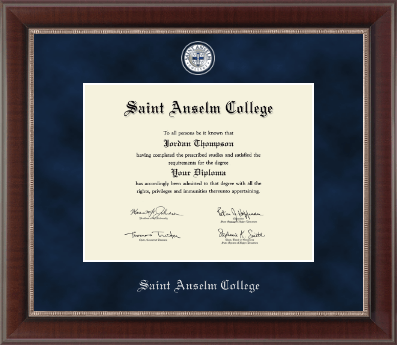 SAINT ANSELM
Saint Anselm College
To all persons be it known that
Jordan Thompson
having completed the prescribed studies and satisfied the
requirements for the degree
Your Diploma
has accordingly been admitted to that degree with all the
rights, privileges and immunities thereunto appertaining.
Saint Anselm College